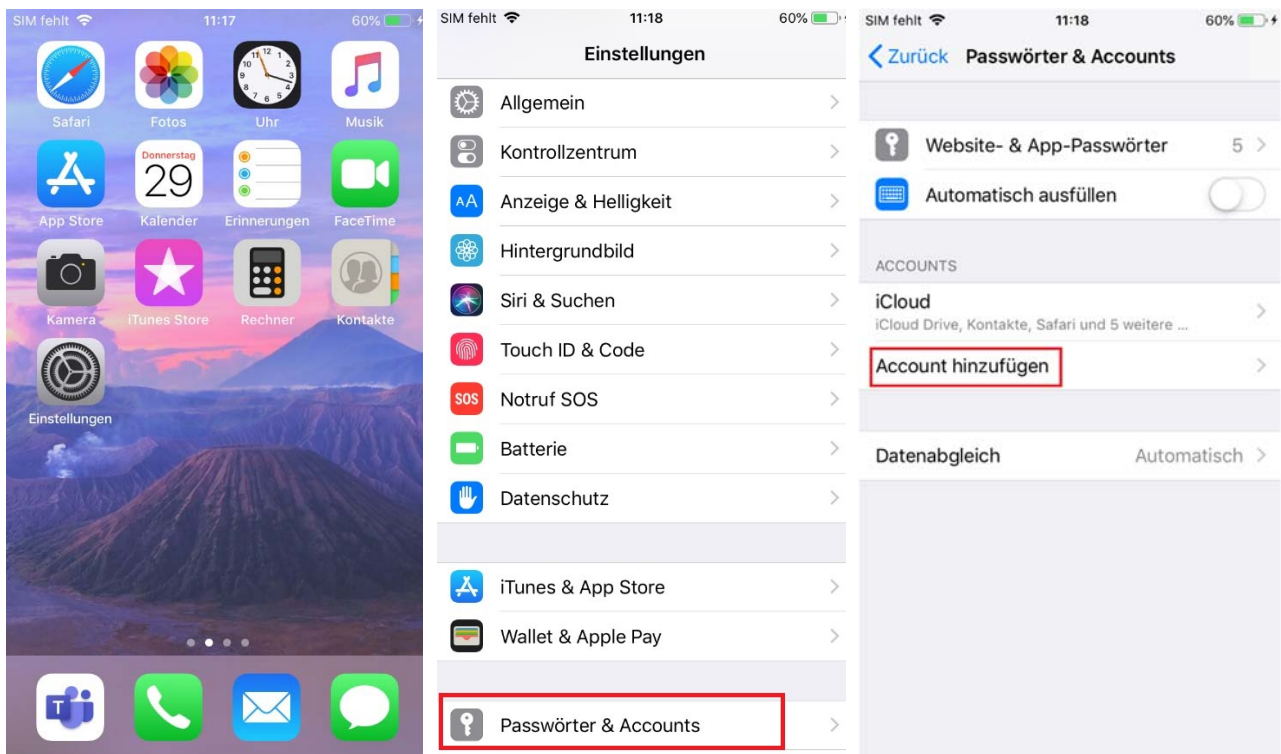 SIM fehlt 11:17 60%
Safari Fotos Uhr Musik
Donnerstag
29
App Store Kalender Erinnerungen FaceTime
Kamera iTunes Store Rechner Kontakte
Einstellungen
T
SIM fehlt 11:18 60%
Einstellungen
Allgemein
Kontrollzentrum
AA Anzeige & Helligkeit
Hintergrundbild
Siri & Suchen
Touch ID & Code
SOS Notruf SOS
Batterie
Datenschutz
iTunes & App Store
Wallet & Apple Pay
Passwörter & Accounts
SIM fehlt 11:18 60%
Zurück Passwörter & Accounts
Website- & App-Passwörter 5
Automatisch ausfüllen
ACCOUNTS
iCloud
iCloud Drive, Kontakte, Safari und 5 weitere ...
Account hinzufügen
Datenabgleich Automatisch